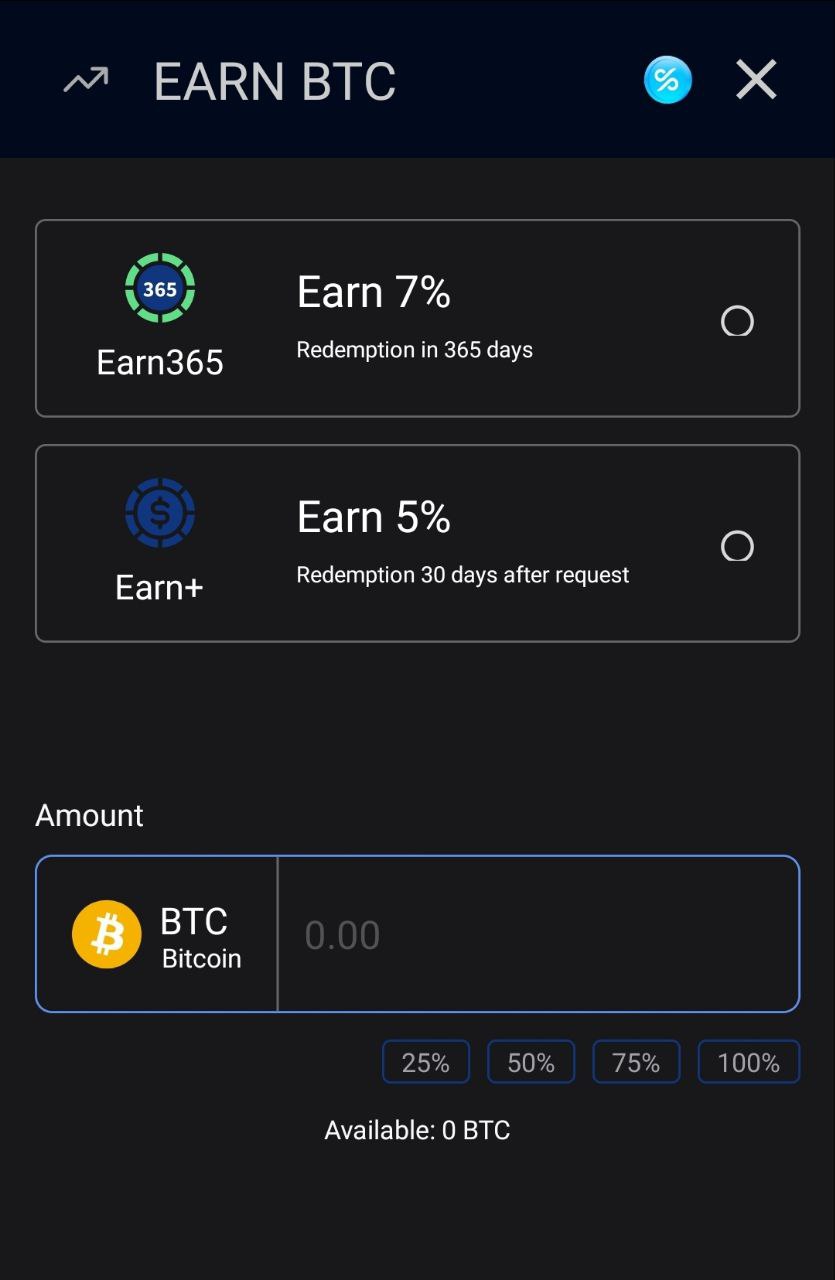 EARN BTC
365
Earn365
Earn 7%
Redemption in 365 days
Earn+
Earn 5%
Redemption 30 days after request
Amount
BTC
Bitcoin
0.00
25% 50% 75% 100%
Available: 0 BTC